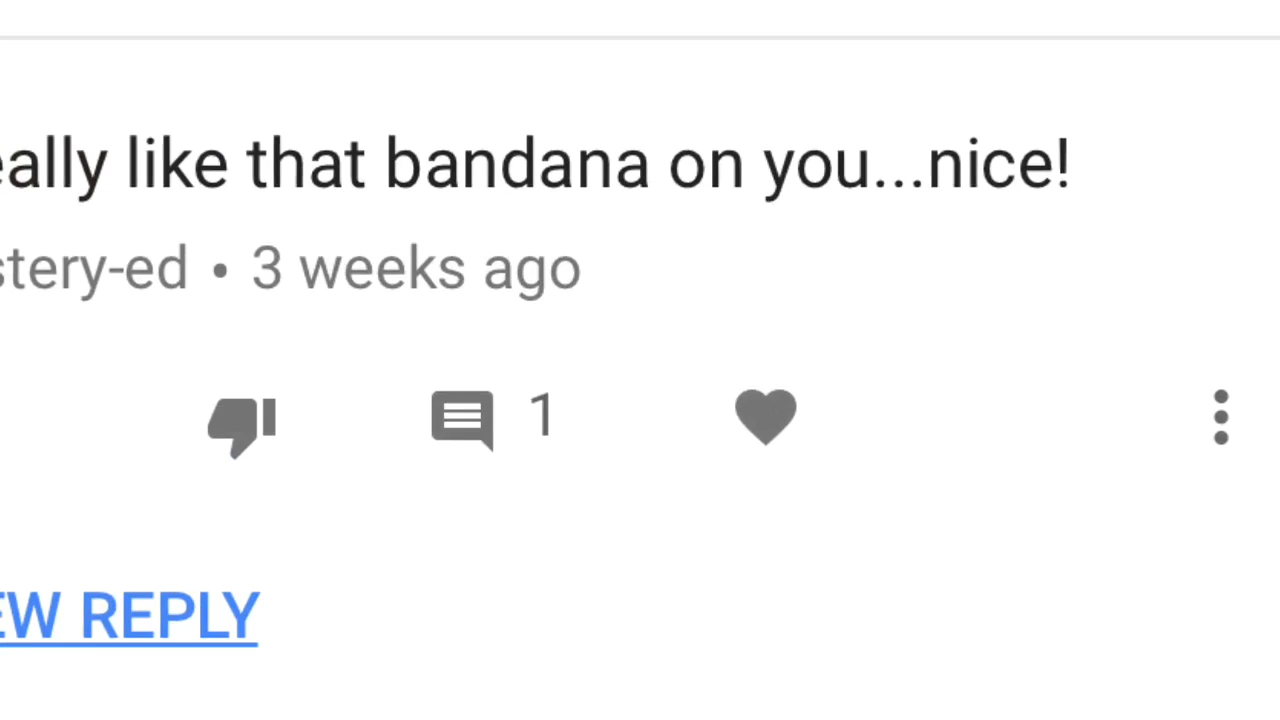 eally like that bandana on you...nice!
stery-ed • 3 weeks ago
1
EW REPLY